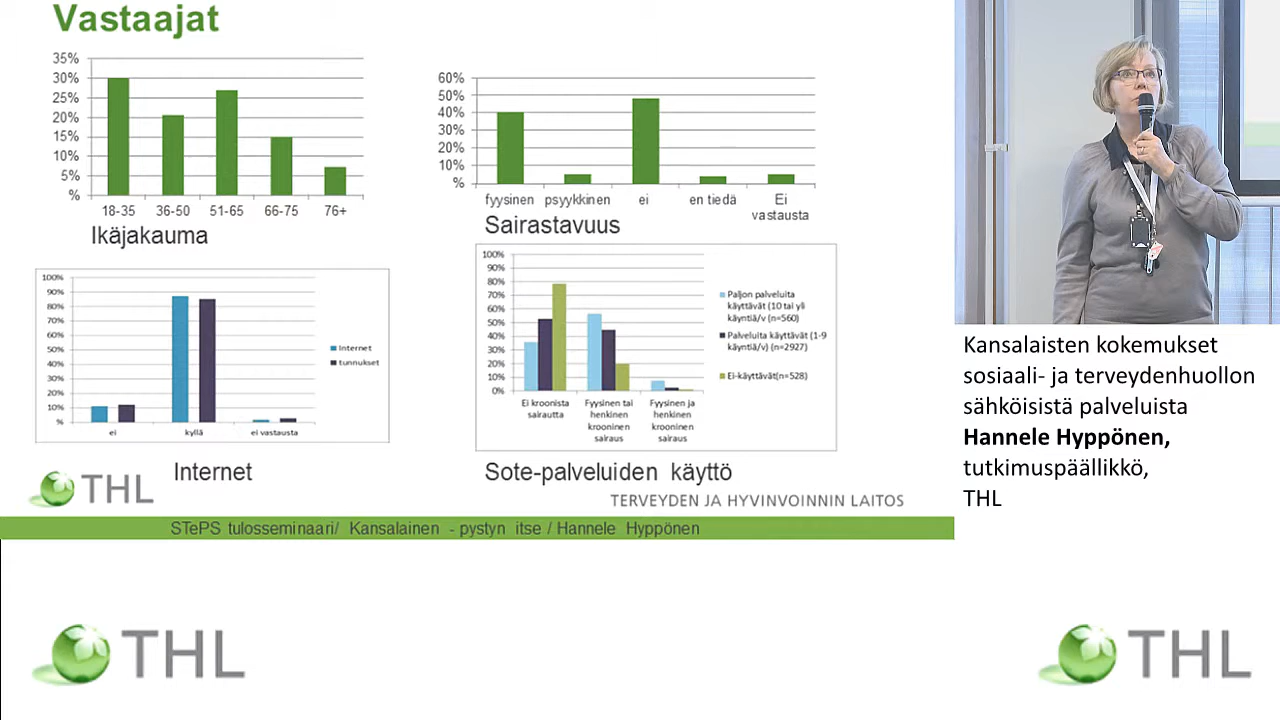 Vastaajat
35%
30%
25%
20%
15%
10%
5%
%
18-35 36-50 51-65 66-75 76+
Ikäjakauma
60%
50%
40%
30%
20%
10%
%
fyysinen psyykkinen ei en tiedä Ei
vastausta
Sairastavuus
100%
90%
80%
70%
60%
50%
40%
30%
20%
10%
%
ei kyllä ei vastausta
Internet
tunnukset
Internet
100%
90%
80%
70%
60%
50%
40%
30%
20%
10%
0%
Ei kroonista
sairautta
Fyysinen tai
henkinen
krooninen
sairaus
Fyysinen ja
henkinen
krooninen
sairaus
Paljon palveluita
käyttävät (10 tai yli
käyntiä/v (n=560)
Palveluita käyttävät (1-9
käyntiä/v) (n=2927)
Ei-käyttävät(n=528)
Sote-palveluiden käyttö
THL
TERVEYDEN JA HYVINVOINNIN LAITOS
STePS tulosseminaari/ Kansalainen - pystyn itse / Hannele Hyppönen
Kansalaisten kokemukset
sosiaali- ja terveydenhuollon
sähköisistä palveluista
Hannele Hyppönen,
tutkimuspäällikkö,
THL
THL
THL